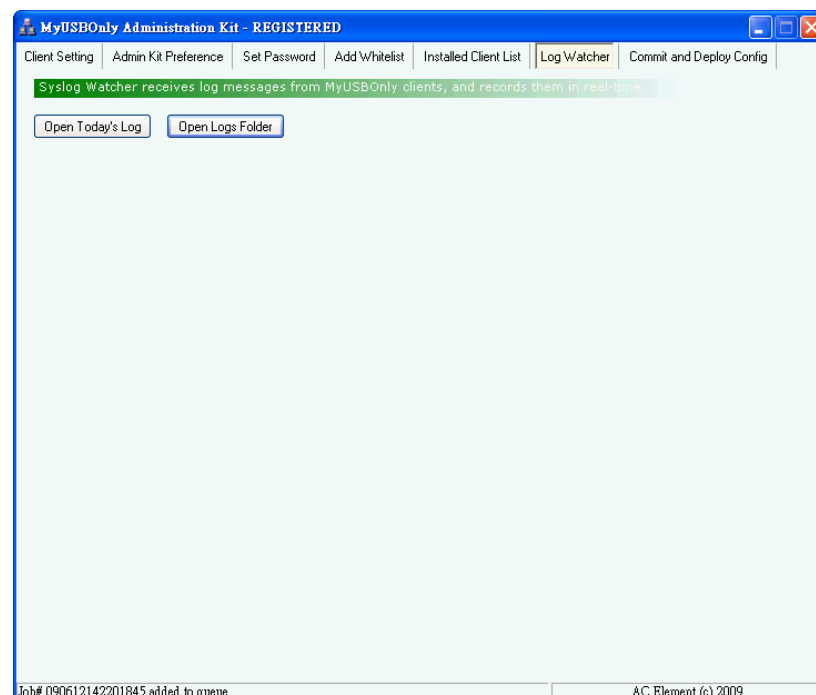 MyUSBOnly Administration Kit - REGISTERED
Client Setting Admin Kit Preference Set Password Add Whitelist Installed Client List Log Watcher Commit and Deploy Config
Syslog Watcher receives log messages from MyUSBOnly clients, and records them in real-time.
Open Today's Log Open Logs Folder
Job# 090612142201845 added to queue AC Element (c) 2009